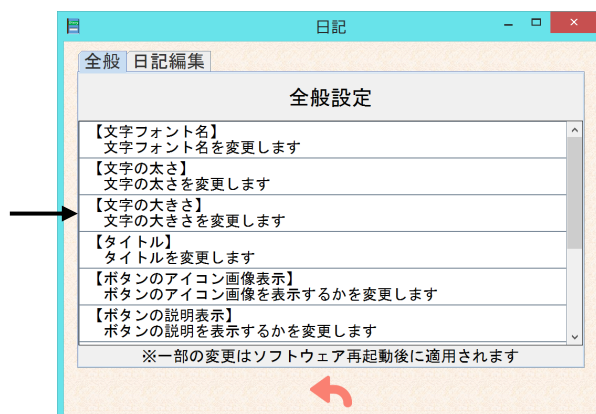 日記
全般 日記編集
全般設定
【文字フォント名】
文字フォント名を変更します
【文字の太さ】
文字の太さを変更します
【文字の大きさ】
文字の大きさを変更します
【タイトル】
タイトルを変更します
【ボタンのアイコン画像表示】
ボタンのアイコン画像を表示するかを変更します
【ボタンの説明表示】
ボタンの説明を表示するかを変更します
※一部の変更はソフトウェア再起動後に適用されます